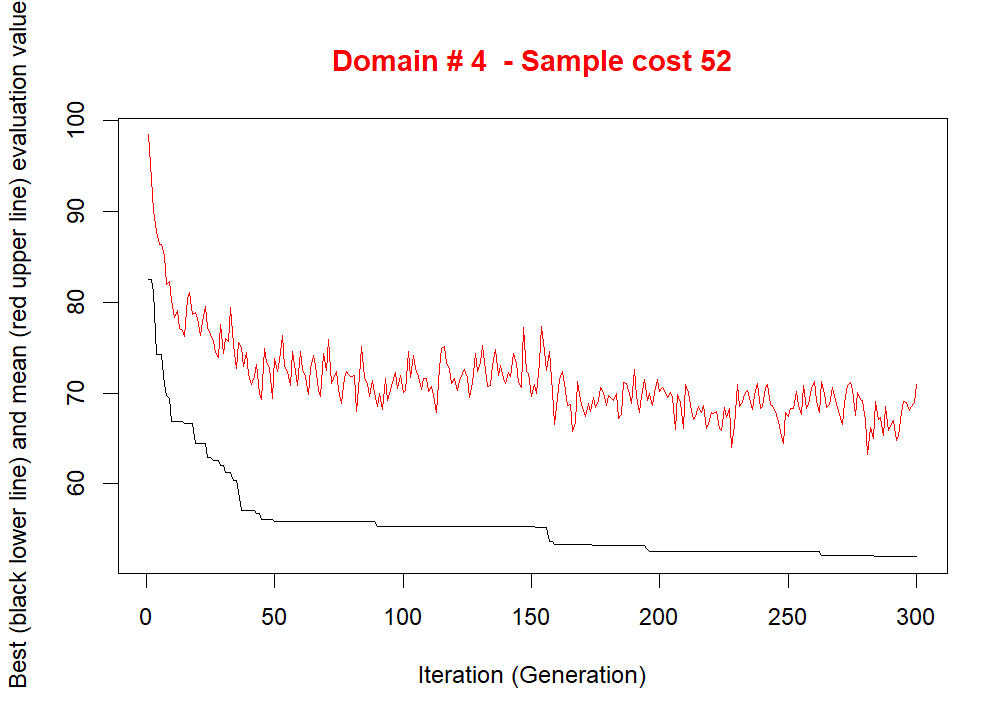 Domain # 4  - Sample cost 52
Best (black lower line) and mean (red upper line) evaluation value
100
90
80
70
60
0 50 100 150 200 250 300
Iteration (Generation)